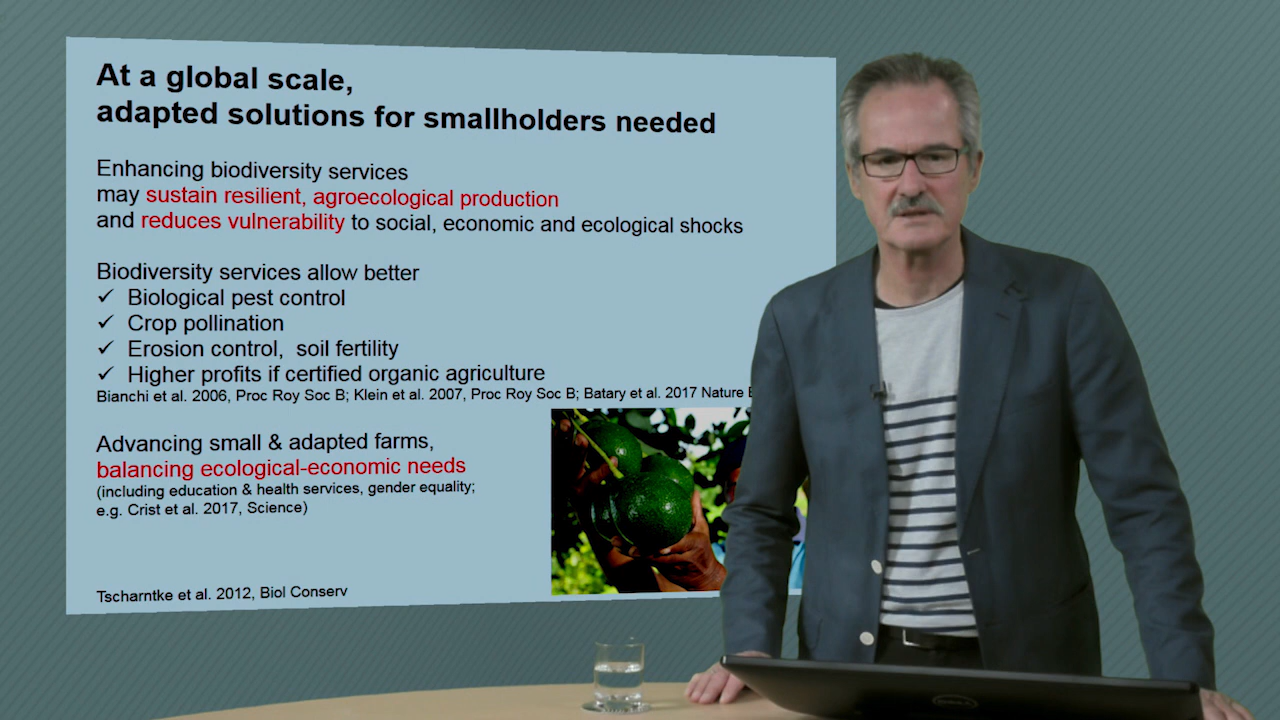 At a global scale,
adapted solutions for smallholders needed
Enhancing biodiversity services
may sustain resilient, agroecological production
and reduces vulnerability to social, economic and ecological shocks
Biodiversity services allow better
✓ Biological pest control
✓ Crop pollination
✓ Erosion control, soil fertility
✓ Higher profits if certified organic agriculture
Bianchi et al. 2006, Proc Roy Soc B; Klein et al. 2007, Proc Roy Soc B; Batary et al. 2017 Nature
Advancing small & adapted farms,
balancing ecological-economic needs
(including education & health services, gender equality;
e.g. Crist et al. 2017, Science)
Tscharntke et al. 2012, Biol Conserv